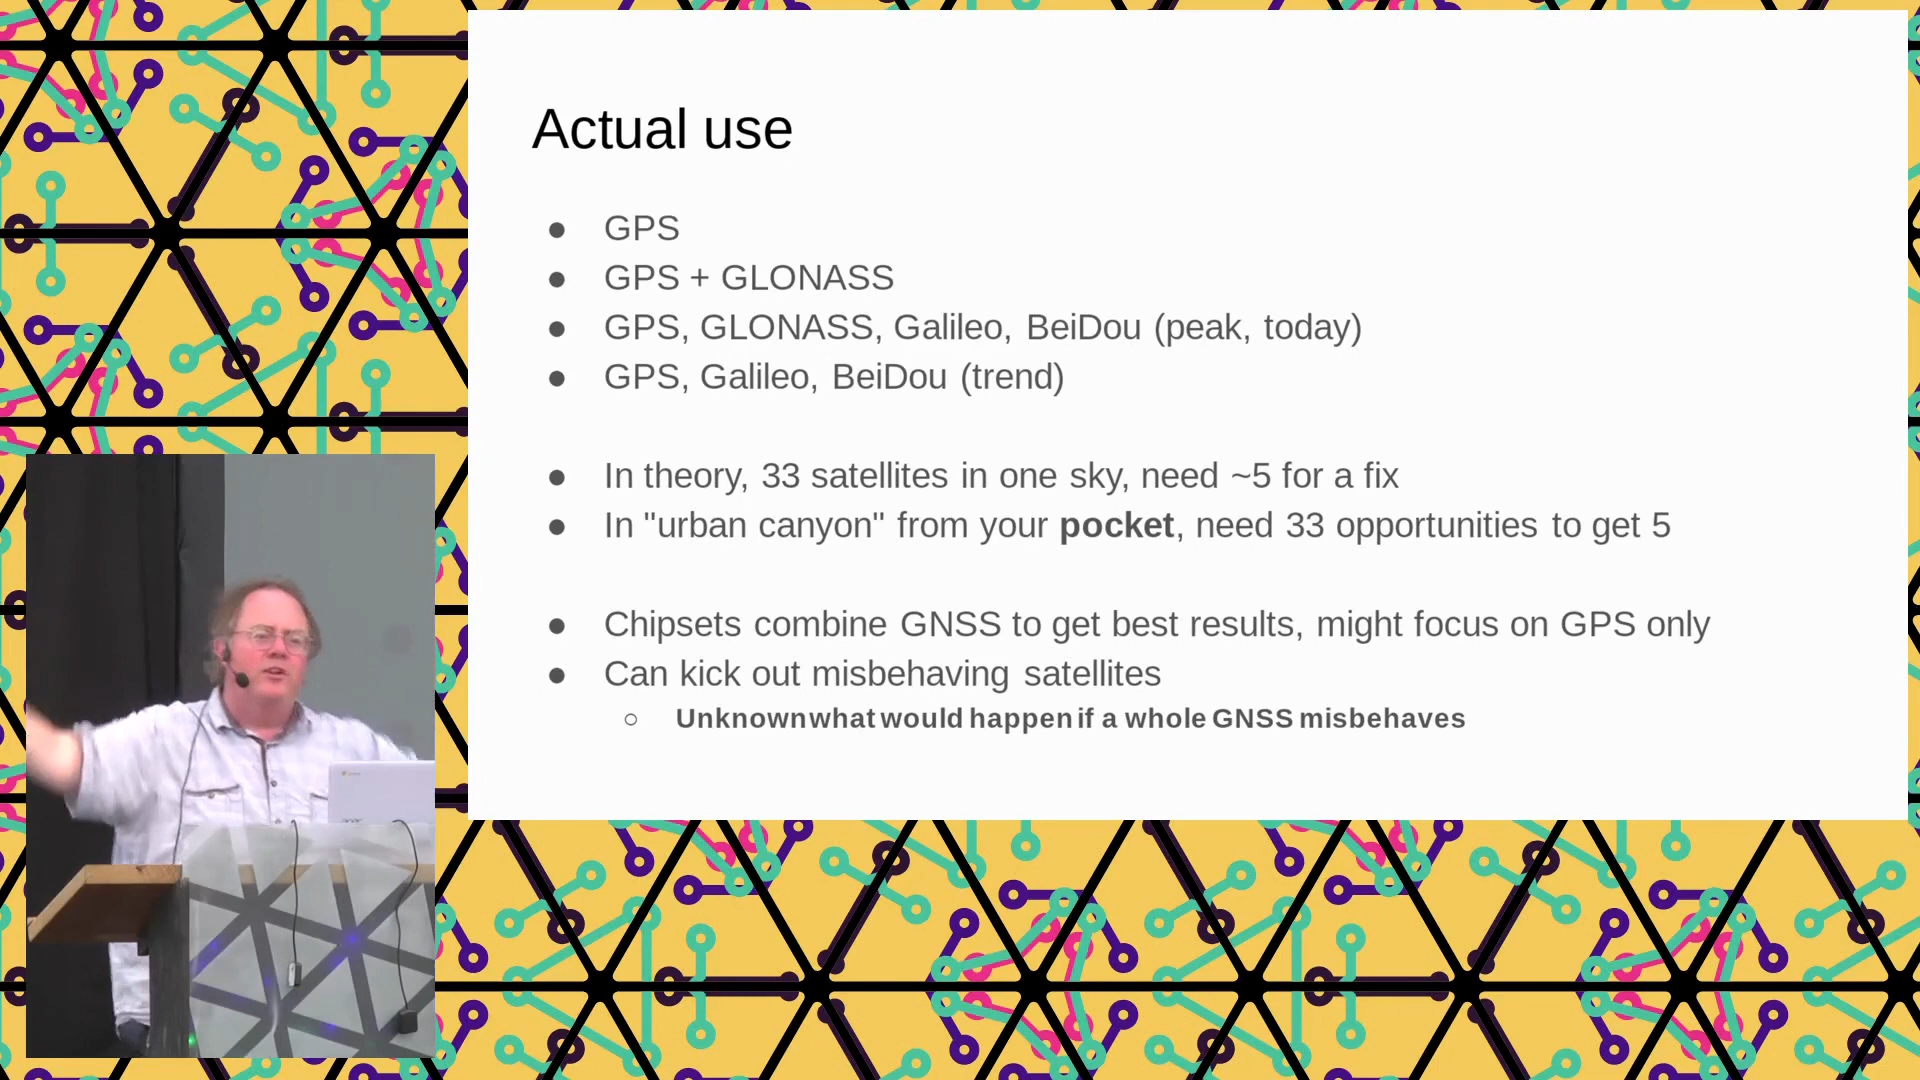 Actual use
● GPS
● GPS + GLONASS
● GPS, GLONASS, Galileo, BeiDou (peak, today)
● GPS, Galileo, BeiDou (trend)
● In theory, 33 satellites in one sky, need ~5 for a fix
● In "urban canyon" from your pocket, need 33 opportunities to get 5
● Chipsets combine GNSS to get best results, might focus on GPS only
● Can kick out misbehaving satellites
○ Unknown what would happen if a whole GNSS misbehaves